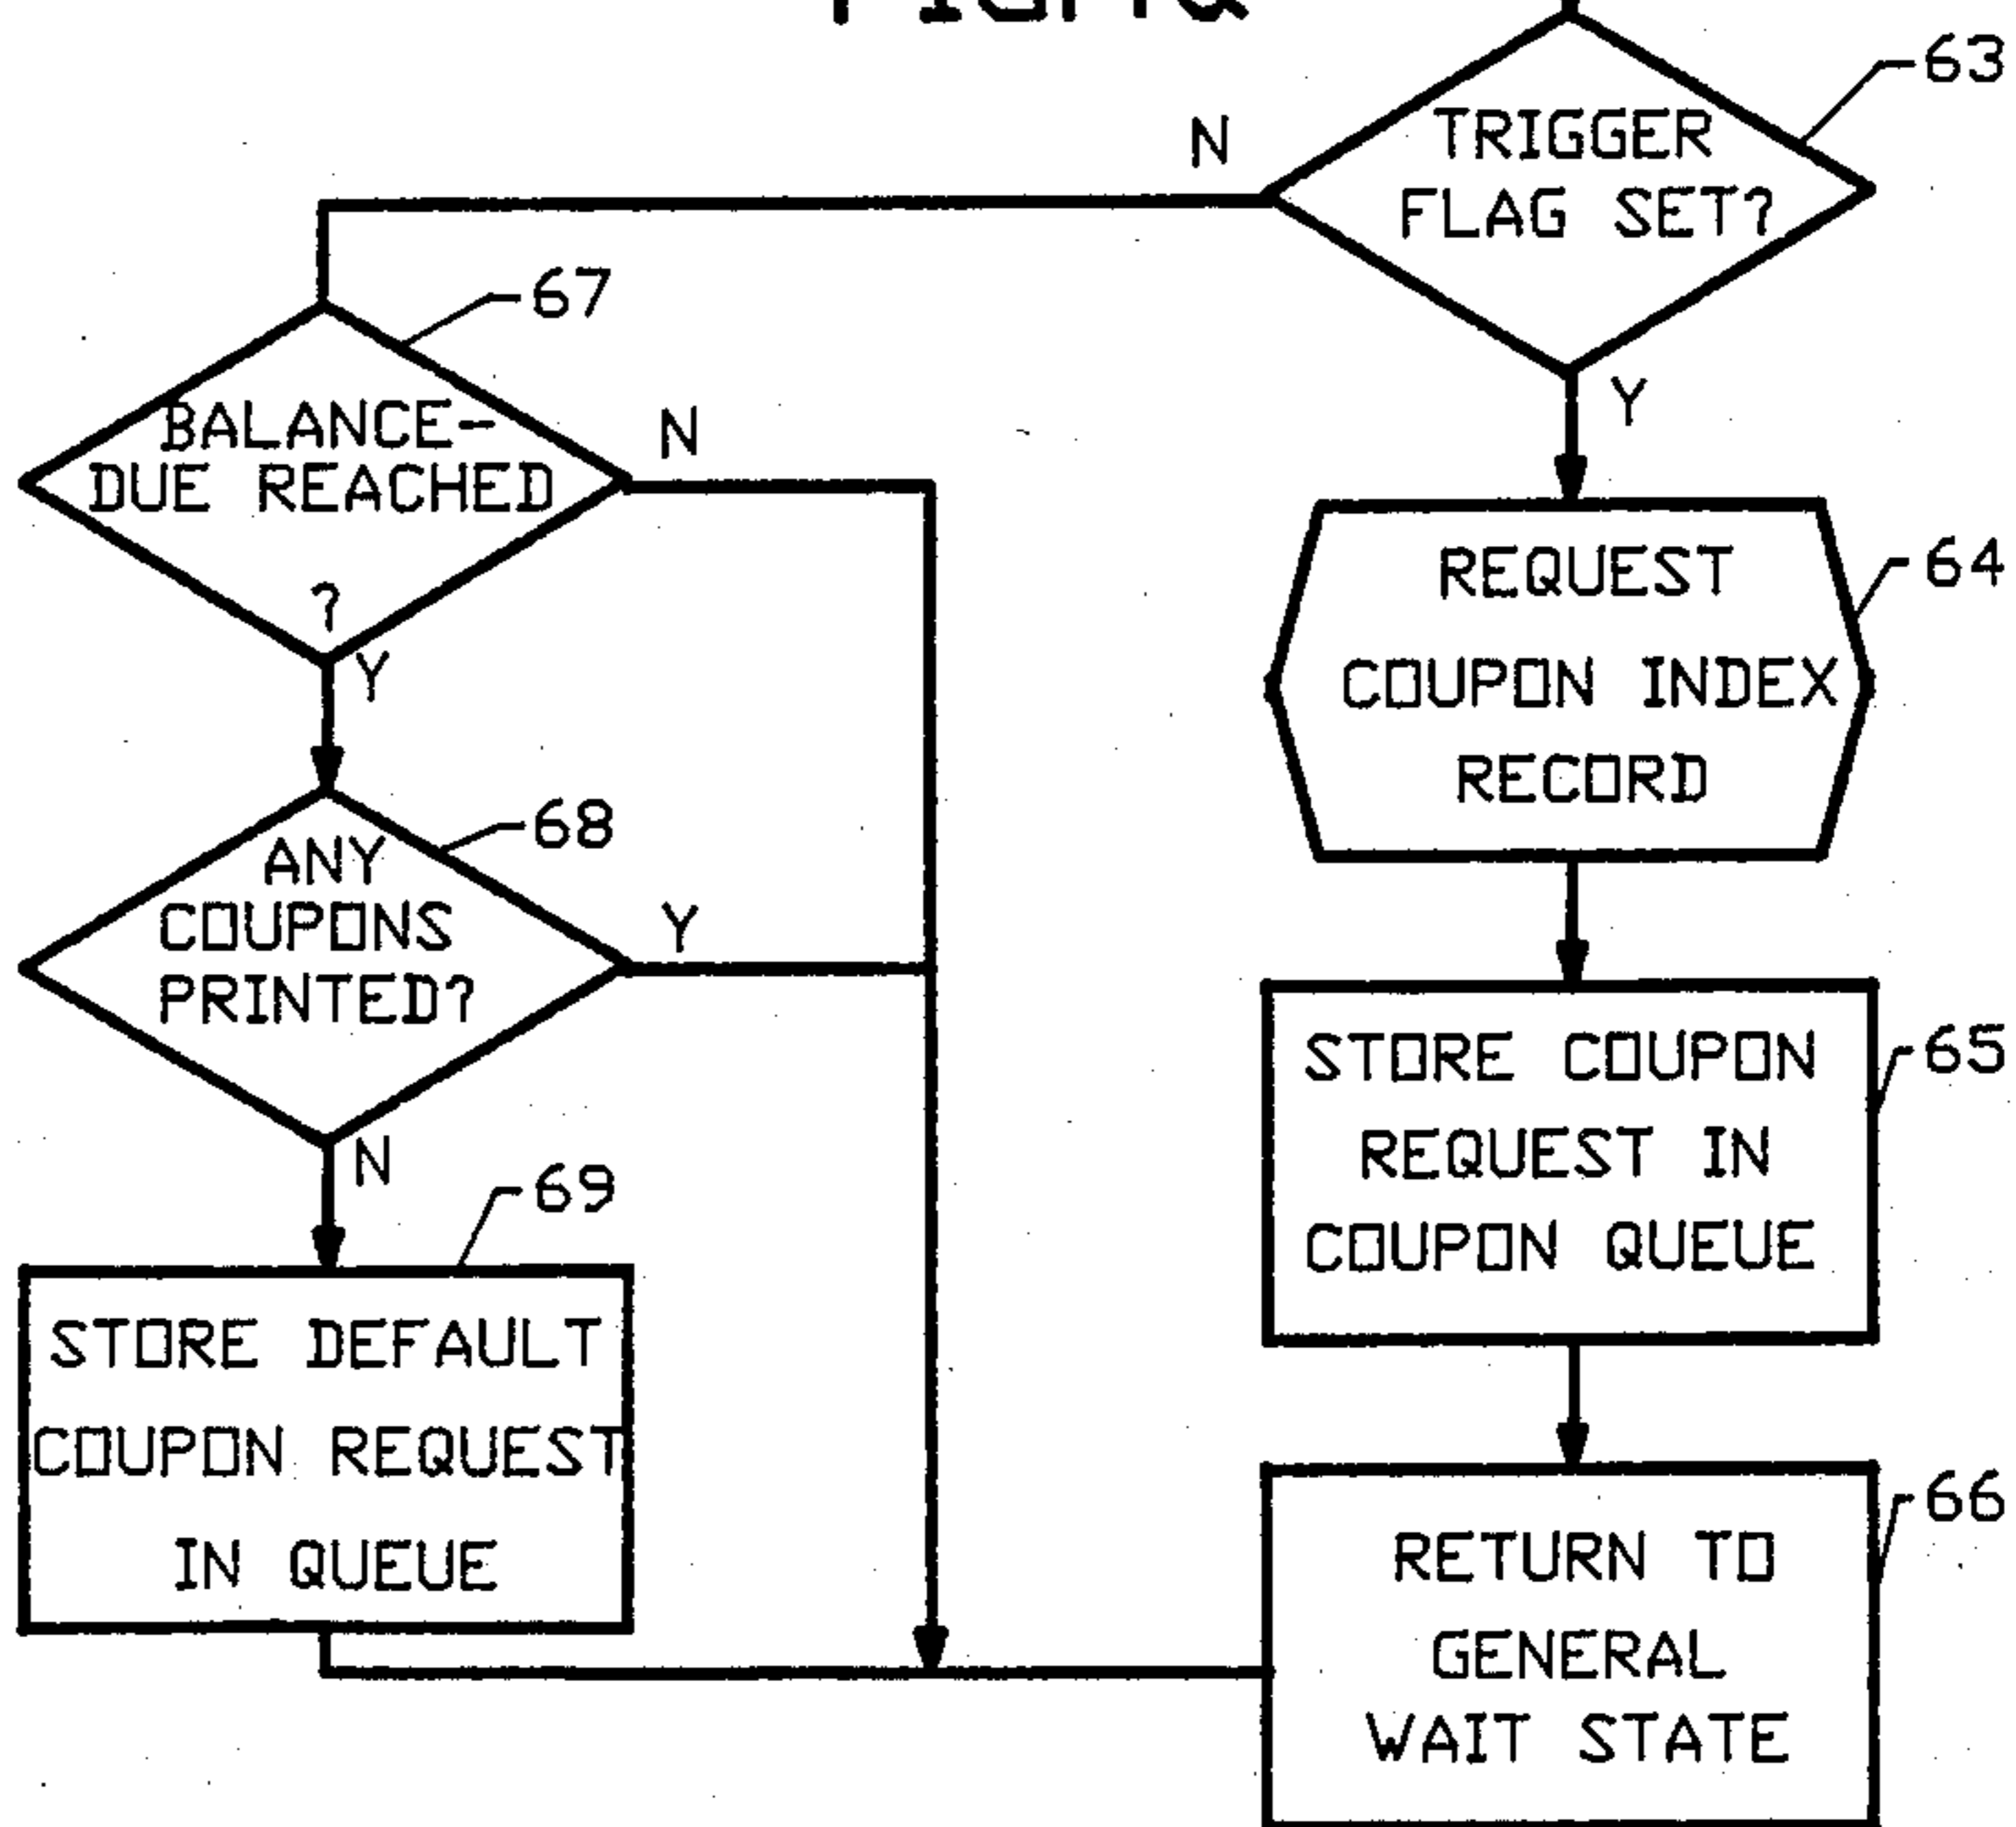 63
TRIGGER
FLAG SET?
N
Y
67
BALANCE-
DUE REACHED
?
N
Y
64
REQUEST
COUPON INDEX
RECORD
68
ANY
COUPONS
PRINTED?
Y
N
65
STORE COUPON
REQUEST IN
COUPON QUEUE
69
STORE DEFAULT
COUPON REQUEST
IN QUEUE
66
RETURN TO
GENERAL
WAIT STATE